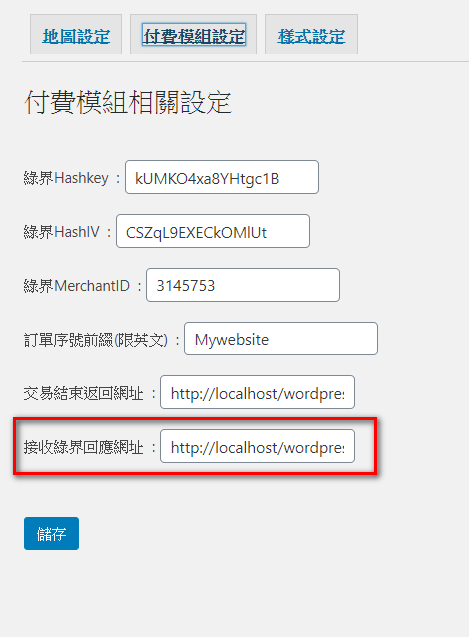 地圖設定 付費模組設定 樣式設定
付費模組相關設定
綠界Hashkey : kUMKO4xa8YHtgc1B
綠界HashIV : CSZqL9EXECkOMlUt
綠界MerchantID : 3145753
訂單序號前綴(限英文) : Mywebsite
交易結束返回網址 : http://localhost/wordpres
接收綠界回應網址 : http://localhost/wordpres
儲存